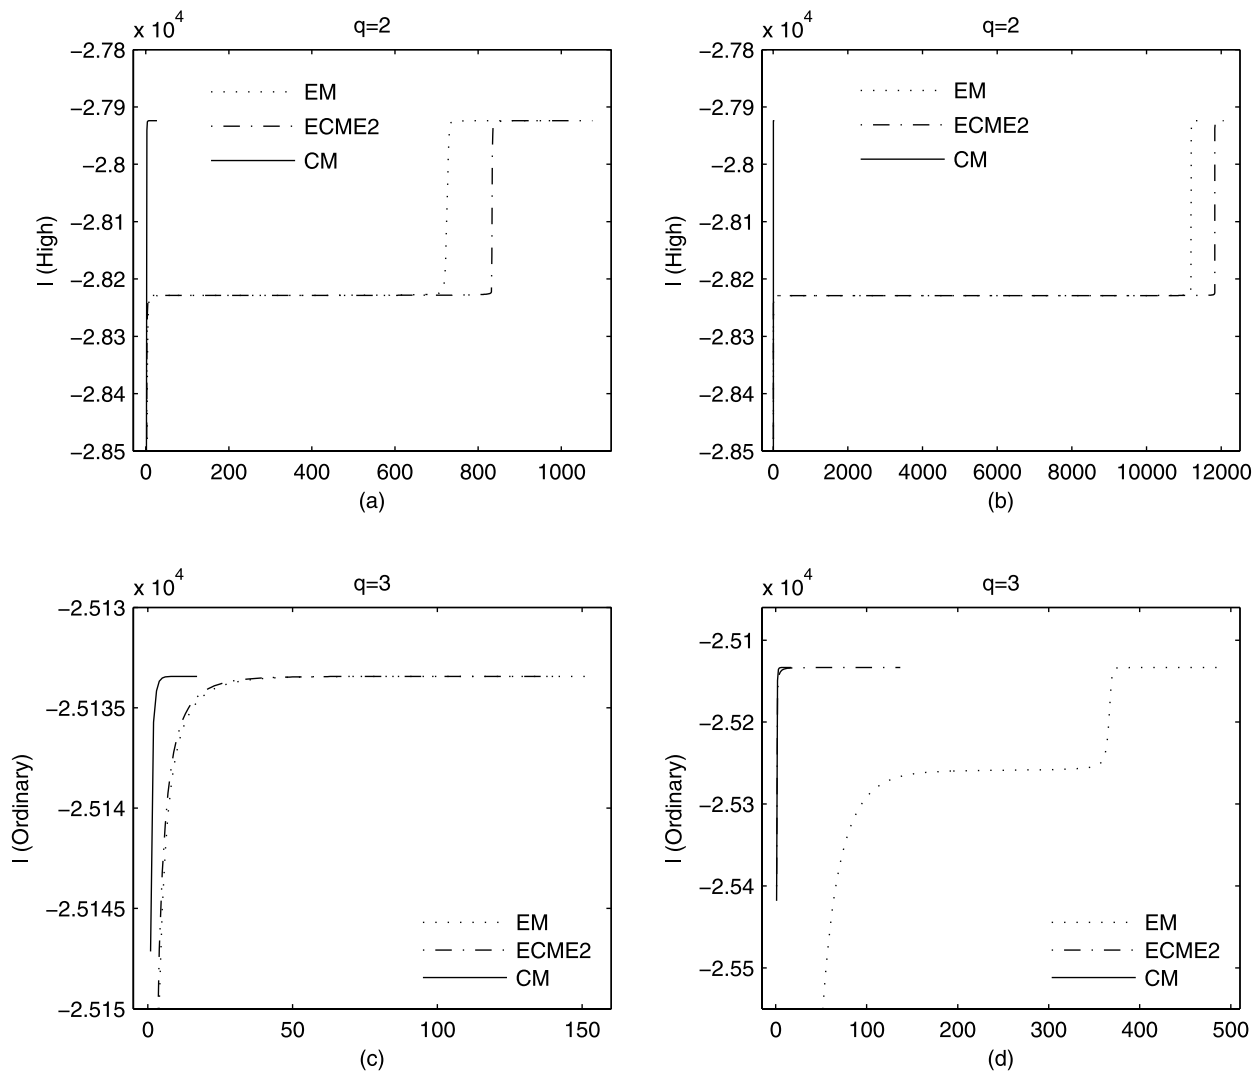 x 10^4
q=2
−2.78
−2.79
−2.8
−2.81
−2.82
−2.83
−2.84
−2.85
l (High)
EM
ECME2
CM
0 200 400 600 800 1000
(a)
x 10^4
q=2
−2.78
−2.79
−2.8
−2.81
−2.82
−2.83
−2.84
−2.85
l (High)
EM
ECME2
CM
0 2000 4000 6000 8000 10000 12000
(b)
x 10^4
q=3
−2.513
−2.5135
−2.514
−2.5145
−2.515
l (Ordinary)
EM
ECME2
CM
0 50 100 150
(c)
x 10^4
q=3
−2.51
−2.52
−2.53
−2.54
−2.55
l (Ordinary)
EM
ECME2
CM
0 100 200 300 400 500
(d)